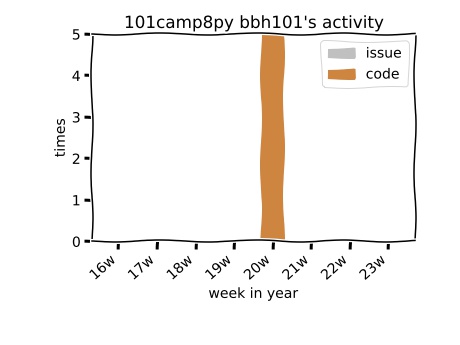 101camp8py bbh101's activity
issue
code
5
4
3
2
1
0
times
16w
17w
18w
19w
20w
21w
22w
23w
week in year